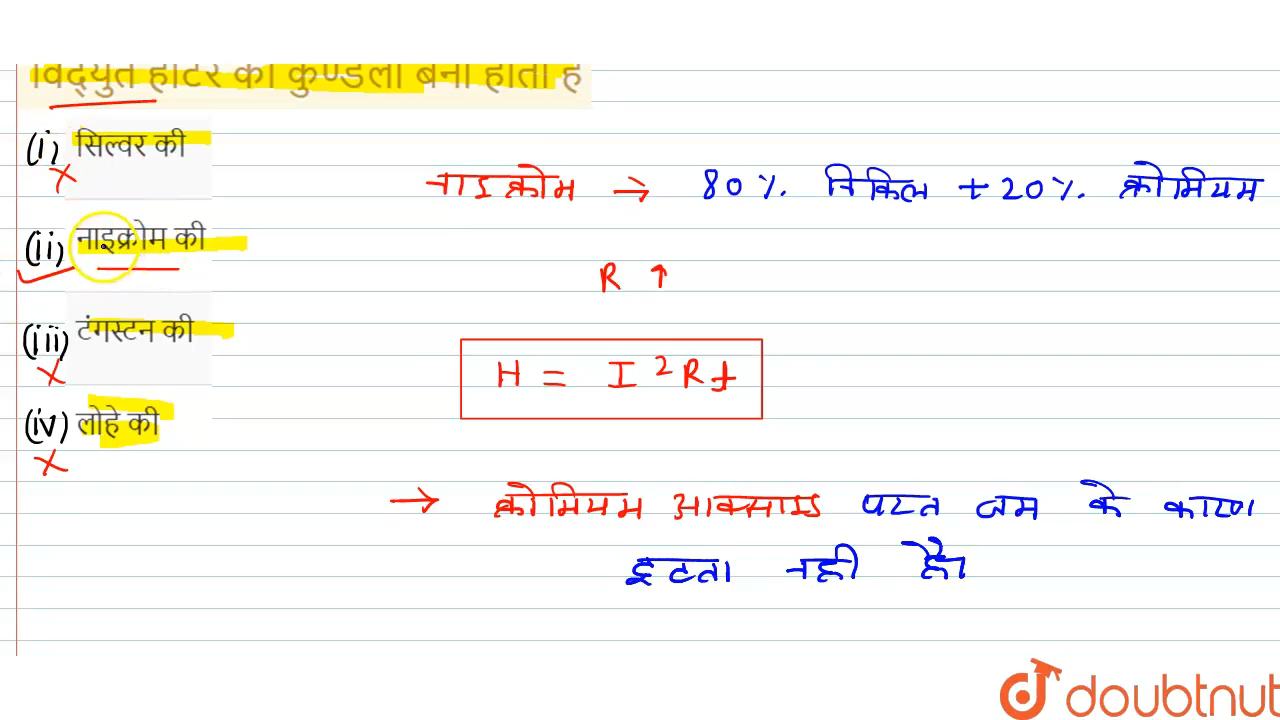 विद्युत हीटर की कुण्डली बनी होती है
(i) सिल्वर की
नाइक्रोम → 80 % निकिल + 20 % क्रोमियम
(ii) नाइक्रोम की
R ↑
(iii) टंगस्टन की
H = I²Rt
(iv) लोहे की
→ क्रोमियम आक्साइड परत जम के कारण
टुटता नही है।
doubtnut